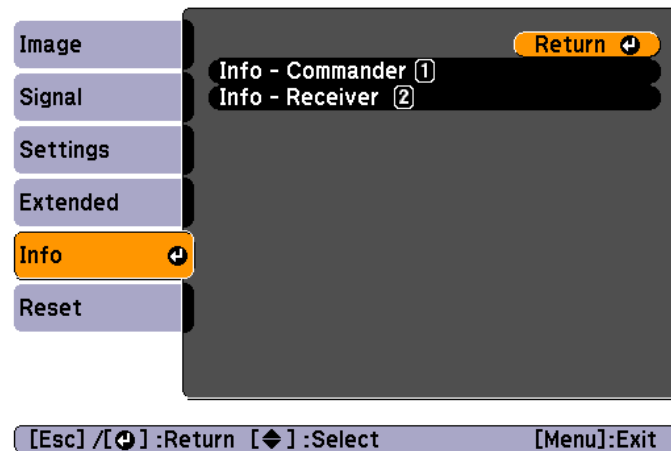 Image
Signal
Settings
Extended
Info
Reset
Return
Info - Commander 1
Info - Receiver 2
[Esc] /[ ] :Return [ ] :Select [Menu]:Exit